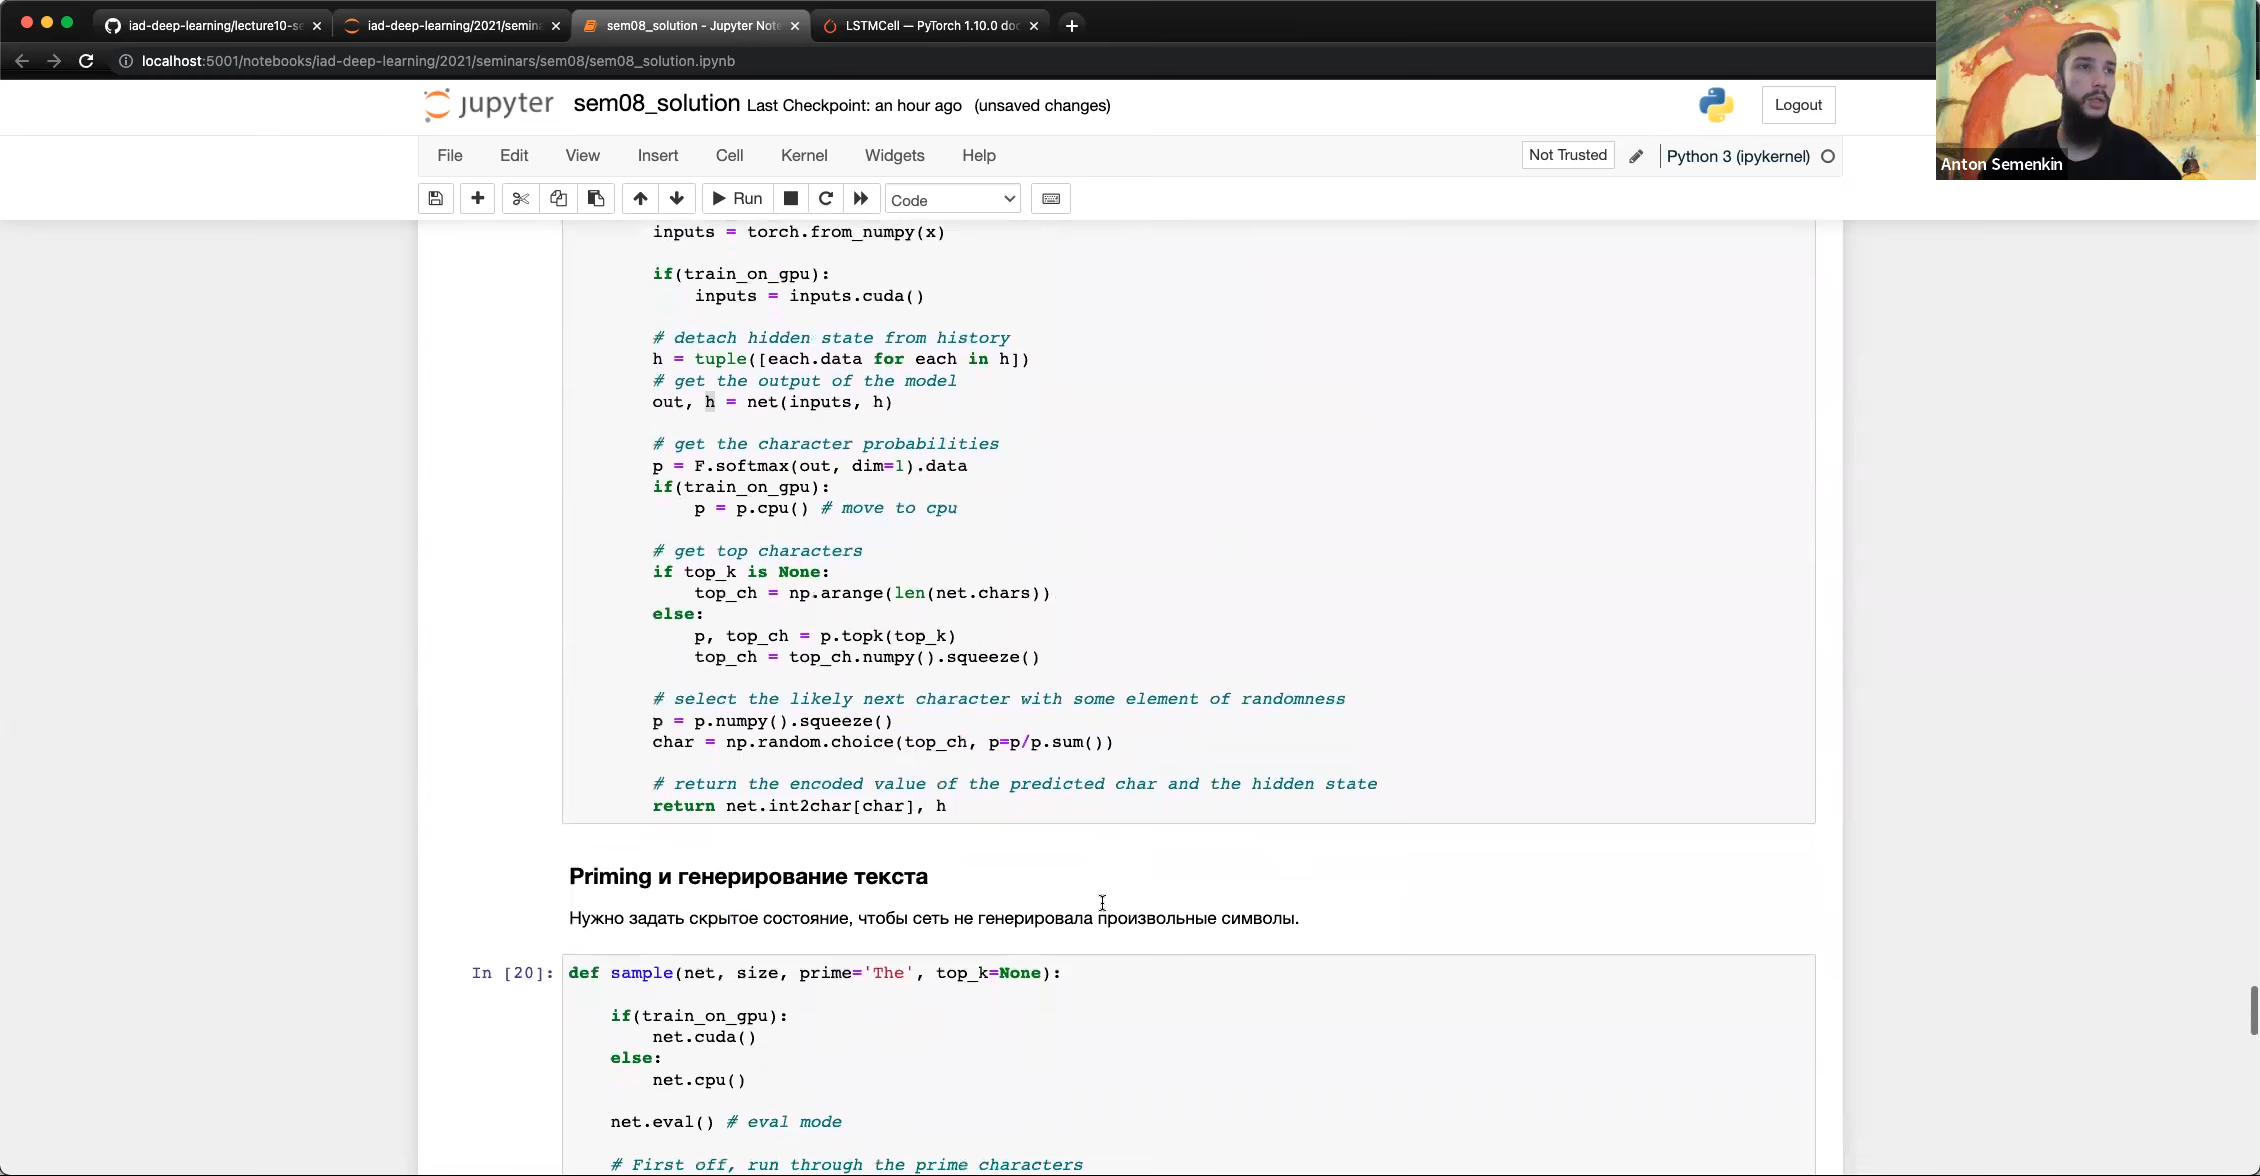 iad-deep-learning/lecture10-se
iad-deep-learning/2021/semina
sem08_solution - Jupyter Note
LSTMCell — PyTorch 1.10.0 doc
localhost:5001/notebooks/iad-deep-learning/2021/seminars/sem08/sem08_solution.ipynb
Anton Semenkin
jupyter sem08_solution Last Checkpoint: an hour ago (unsaved changes)
Logout
File Edit View Insert Cell Kernel Widgets Help
Not Trusted
Python 3 (ipykernel)
Run
Code
inputs = torch.from_numpy(x)
if(train_on_gpu):
inputs = inputs.cuda()
# detach hidden state from history
h = tuple([each.data for each in h])
# get the output of the model
out, h = net(inputs, h)
# get the character probabilities
p = F.softmax(out, dim=1).data
if(train_on_gpu):
p = p.cpu() # move to cpu
# get top characters
if top_k is None:
top_ch = np.arange(len(net.chars))
else:
p, top_ch = p.topk(top_k)
top_ch = top_ch.numpy().squeeze()
# select the likely next character with some element of randomness
p = p.numpy().squeeze()
char = np.random.choice(top_ch, p=p/p.sum())
# return the encoded value of the predicted char and the hidden state
return net.int2char[char], h
Priming и генерирование текста
Нужно задать скрытое состояние, чтобы сеть не генерировала произвольные символы.
In [20]: def sample(net, size, prime='The', top_k=None):
if(train_on_gpu):
net.cuda()
else:
net.cpu()
net.eval() # eval mode
# First off, run through the prime characters